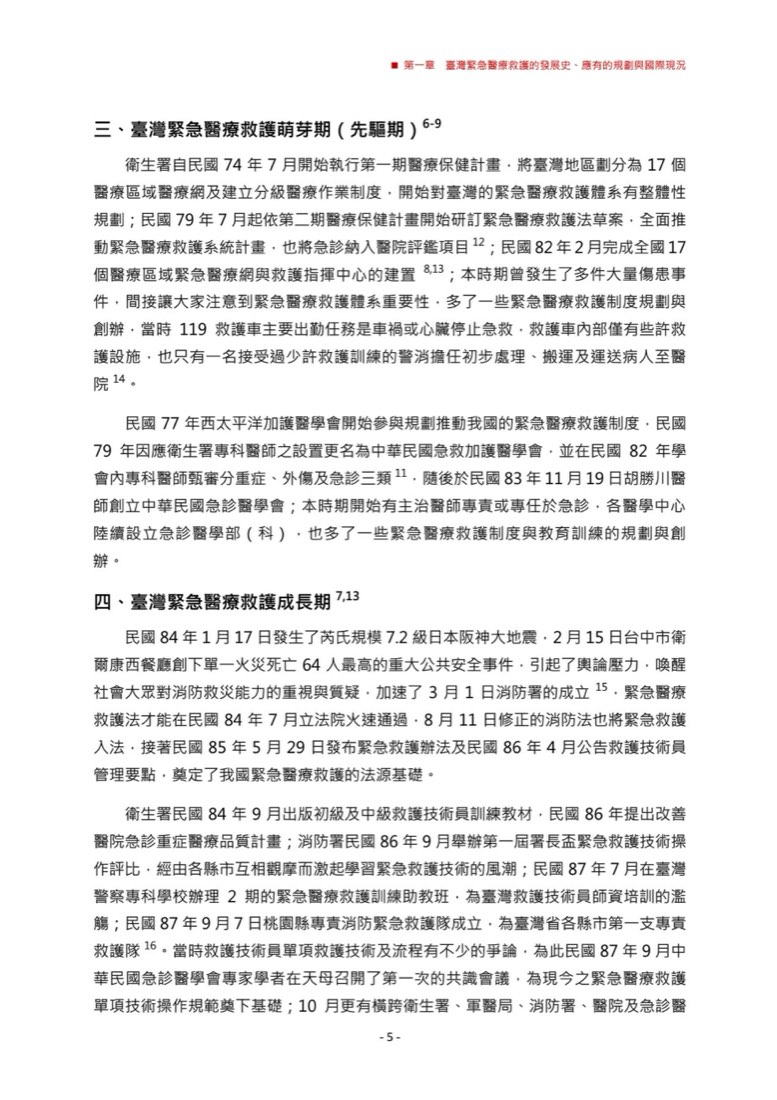 ■ 第一章　臺灣緊急醫療救護的發展史、應有的規劃與國際現況
三、臺灣緊急醫療救護萌芽期（先驅期）6-9
衛生署自民國 74 年 7 月開始執行第一期醫療保健計畫，將臺灣地區劃分為 17 個
醫療區域醫療網及建立分級醫療作業制度，開始對臺灣的緊急醫療救護體系有整體性
規劃；民國 79 年 7 月起依第二期醫療保健計畫開始研訂緊急醫療救護法草案，全面推
動緊急醫療救護系統計畫，也將急診納入醫院評鑑項目 12；民國 82 年 2 月完成全國 17
個醫療區域緊急醫療網與救護指揮中心的建置 8,13；本時期曾發生了多件大量傷患事
件，間接讓大家注意到緊急醫療救護體系重要性，多了一些緊急醫療救護制度規劃與
創辦，當時 119 救護車主要出勤任務是車禍或心臟停止急救，救護車內部僅有些許救
護設施，也只有一名接受過少許救護訓練的警消擔任初步處理、搬運及運送病人至醫
院 14。
民國 77 年西太平洋加護醫學會開始參與規劃推動我國的緊急醫療救護制度，民國
79 年因應衛生署專科醫師之設置更名為中華民國急救加護醫學會，並在民國 82 年學
會內專科醫師甄審分重症、外傷及急診三類 11，隨後於民國 83 年 11 月 19 日胡勝川醫
師創立中華民國急診醫學會；本時期開始有主治醫師專責或專任於急診，各醫學中心
陸續設立急診醫學部（科），也多了一些緊急醫療救護制度與教育訓練的規劃與創
辦。
四、臺灣緊急醫療救護成長期 7,13
民國 84 年 1 月 17 日發生了芮氏規模 7.2 級日本阪神大地震，2 月 15 日台中市衛
爾康西餐廳創下單一火災死亡 64 人最高的重大公共安全事件，引起了輿論壓力，喚醒
社會大眾對消防救災能力的重視與質疑，加速了 3 月 1 日消防署的成立 15，緊急醫療
救護法才能在民國 84 年 7 月立法院火速通過，8 月 11 日修正的消防法也將緊急救護
入法，接著民國 85 年 5 月 29 日發布緊急救護辦法及民國 86 年 4 月公告救護技術員
管理要點，奠定了我國緊急醫療救護的法源基礎。
衛生署民國 84 年 9 月出版初級及中級救護技術員訓練教材，民國 86 年提出改善
醫院急診重症醫療品質計畫；消防署民國 86 年 9 月舉辦第一屆署長盃緊急救護技術操
作評比，經由各縣市互相觀摩而激起學習緊急救護技術的風潮；民國 87 年 7 月在臺灣
警察專科學校辦理 2 期的緊急醫療救護訓練助教班，為臺灣救護技術員師資培訓的濫
觴；民國 87 年 9 月 7 日桃園縣專責消防緊急救護隊成立，為臺灣省各縣市第一支專責
救護隊 16。當時救護技術員單項救護技術及流程有不少的爭論，為此民國 87 年 9 月中
華民國急診醫學會專家學者在天母召開了第一次的共識會議，為現今之緊急醫療救護
單項技術操作規範奠下基礎；10 月更有橫跨衛生署、軍醫局、消防署、醫院及急診醫
- 5 -